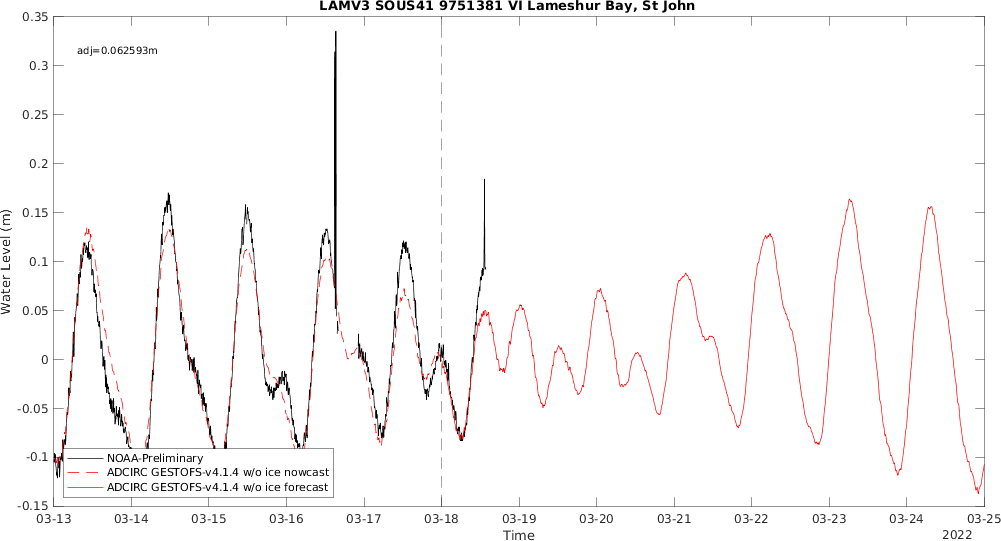 LAMV3 SOUS41 9751381 VI Lameshur Bay, St John
adj=0.062593m
0.35
0.3
0.25
0.2
0.15
0.1
0.05
0
-0.05
-0.1
-0.15
Water Level (m)
NOAA-Preliminary
ADCIRC GESTOFS-v4.1.4 w/o ice nowcast
ADCIRC GESTOFS-v4.1.4 w/o ice forecast
03-13 03-14 03-15 03-16 03-17 03-18 03-19 03-20 03-21 03-22 03-23 03-24 03-25
Time
2022